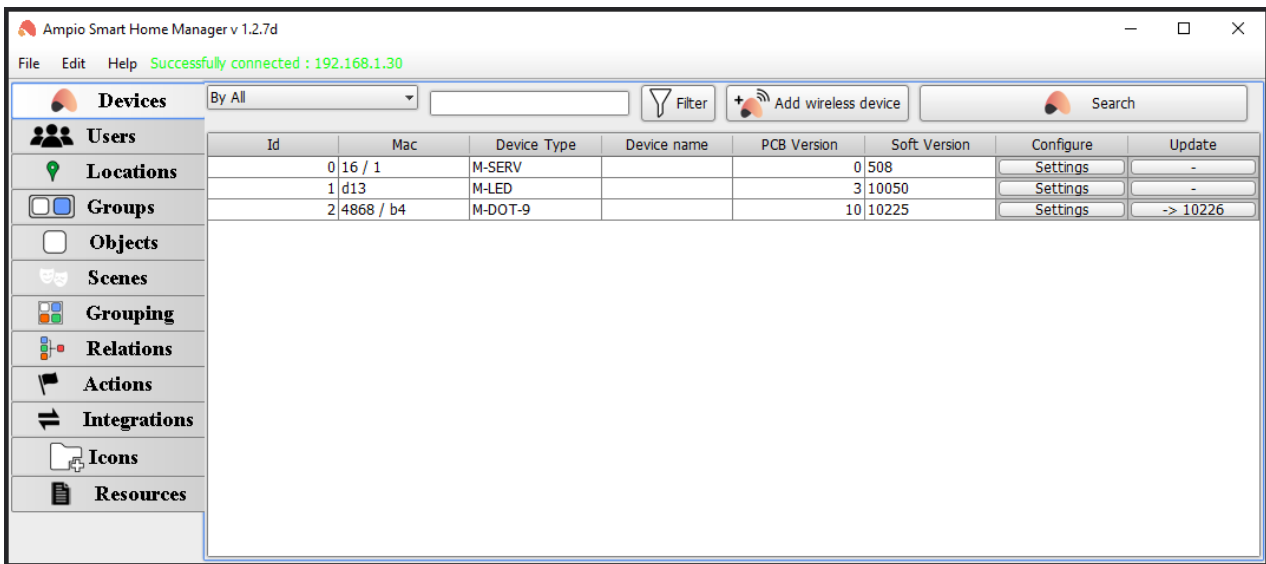 Ampio Smart Home Manager v 1.2.7d
File Edit Help Successfully connected : 192.168.1.30
Devices
Users
Locations
Groups
Objects
Scenes
Grouping
Relations
Actions
Integrations
Icons
Resources
By All Filter Add wireless device Search
Id Mac Device Type Device name PCB Version Soft Version Configure Update
0 16 / 1 M-SERV 0 508 Settings -
1 d13 M-LED 3 10050 Settings -
2 4868 / b4 M-DOT-9 10 10225 Settings -> 10226